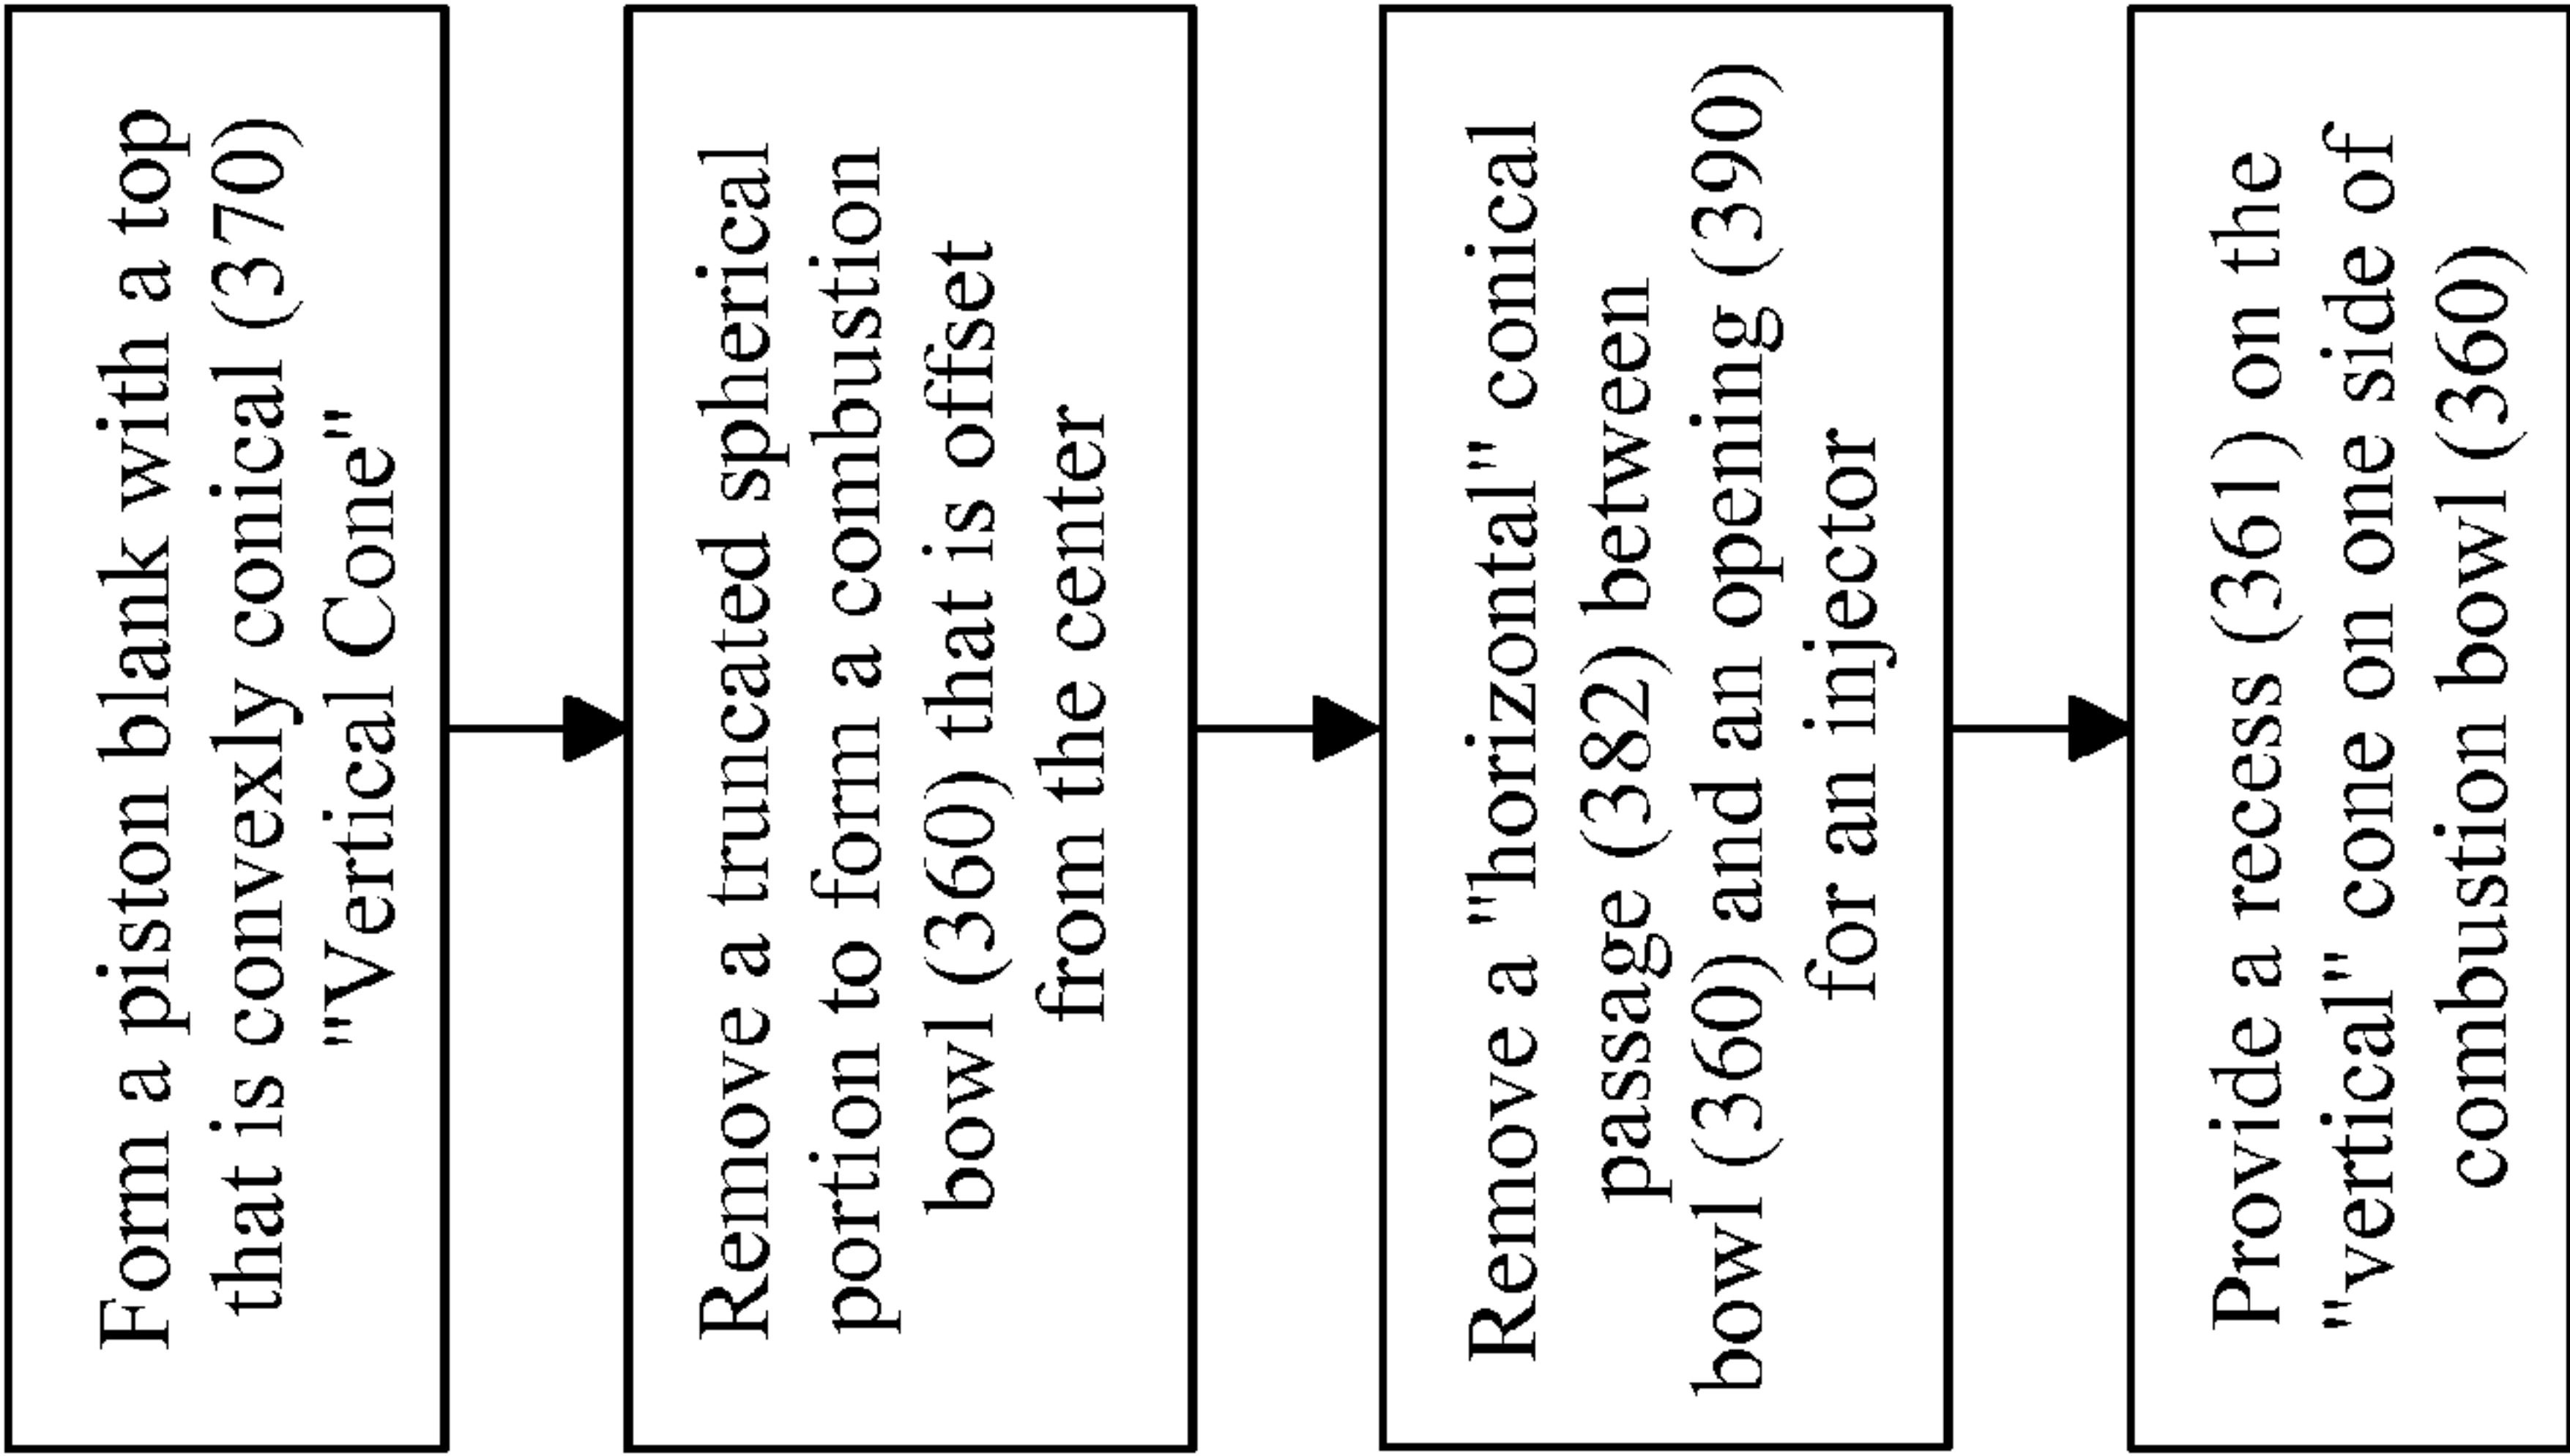 Form a piston blank with a top
that is convexly conical (370)
"Vertical Cone"
Remove a truncated spherical
portion to form a combustion
bowl (360) that is offset
from the center
Remove a "horizontal" conical
passage (382) between
bowl (360) and an opening (390)
for an injector
Provide a recess (361) on the
"vertical" cone on one side of
combustion bowl (360)